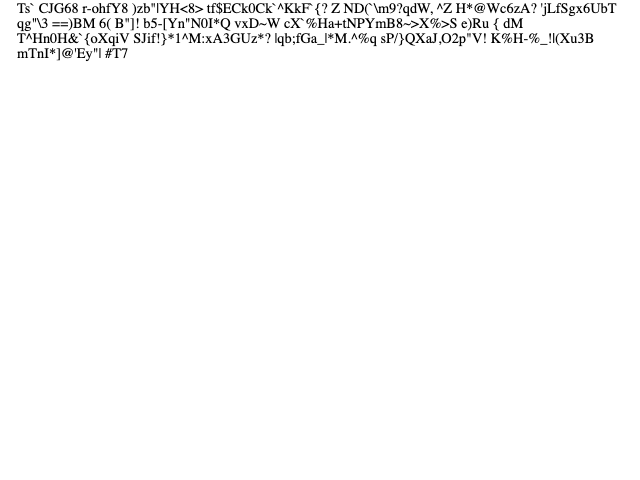 Ts` CJG68 r-ohfY8 )zb"|YH<8> tf$ECk0Ck`^KkF {? Z ND(`\m9?qdW, ^Z H*@Wc6zA? 'jLfSgx6UbT
qg"\3 ==)BM 6( B"]! b5-[Yn"N0I*Q vxD~W cX`%Ha+tNPYmB8~>X%>S e)Ru { dM
T^Hn0H&`{oXqiV SJif!}*1^M:xA3GUz*? lqb;fGa_|*M.^%q sP/}QXaJ,O2p"V! K%H-%_!l(Xu3B
mTnI*]@'Ey"| #T7